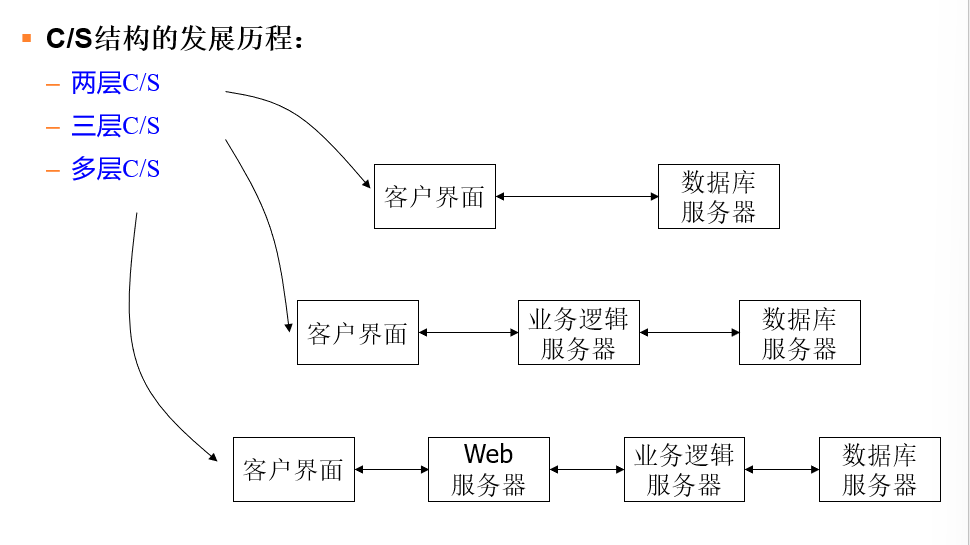 C/S结构的发展历程：
两层C/S
三层C/S
多层C/S
客户界面
数据库
服务器
客户界面
业务逻辑
服务器
数据库
服务器
客户界面
Web
服务器
业务逻辑
服务器
数据库
服务器